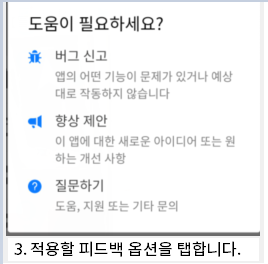 도움이 필요하세요?
버그 신고
앱의 어떤 기능이 문제가 있거나 예상
대로 작동하지 않습니다
향상 제안
이 앱에 대한 새로운 아이디어 또는 원
하는 개선 사항
질문하기
도움, 지원 또는 기타 문의
3. 적용할 피드백 옵션을 탭합니다.